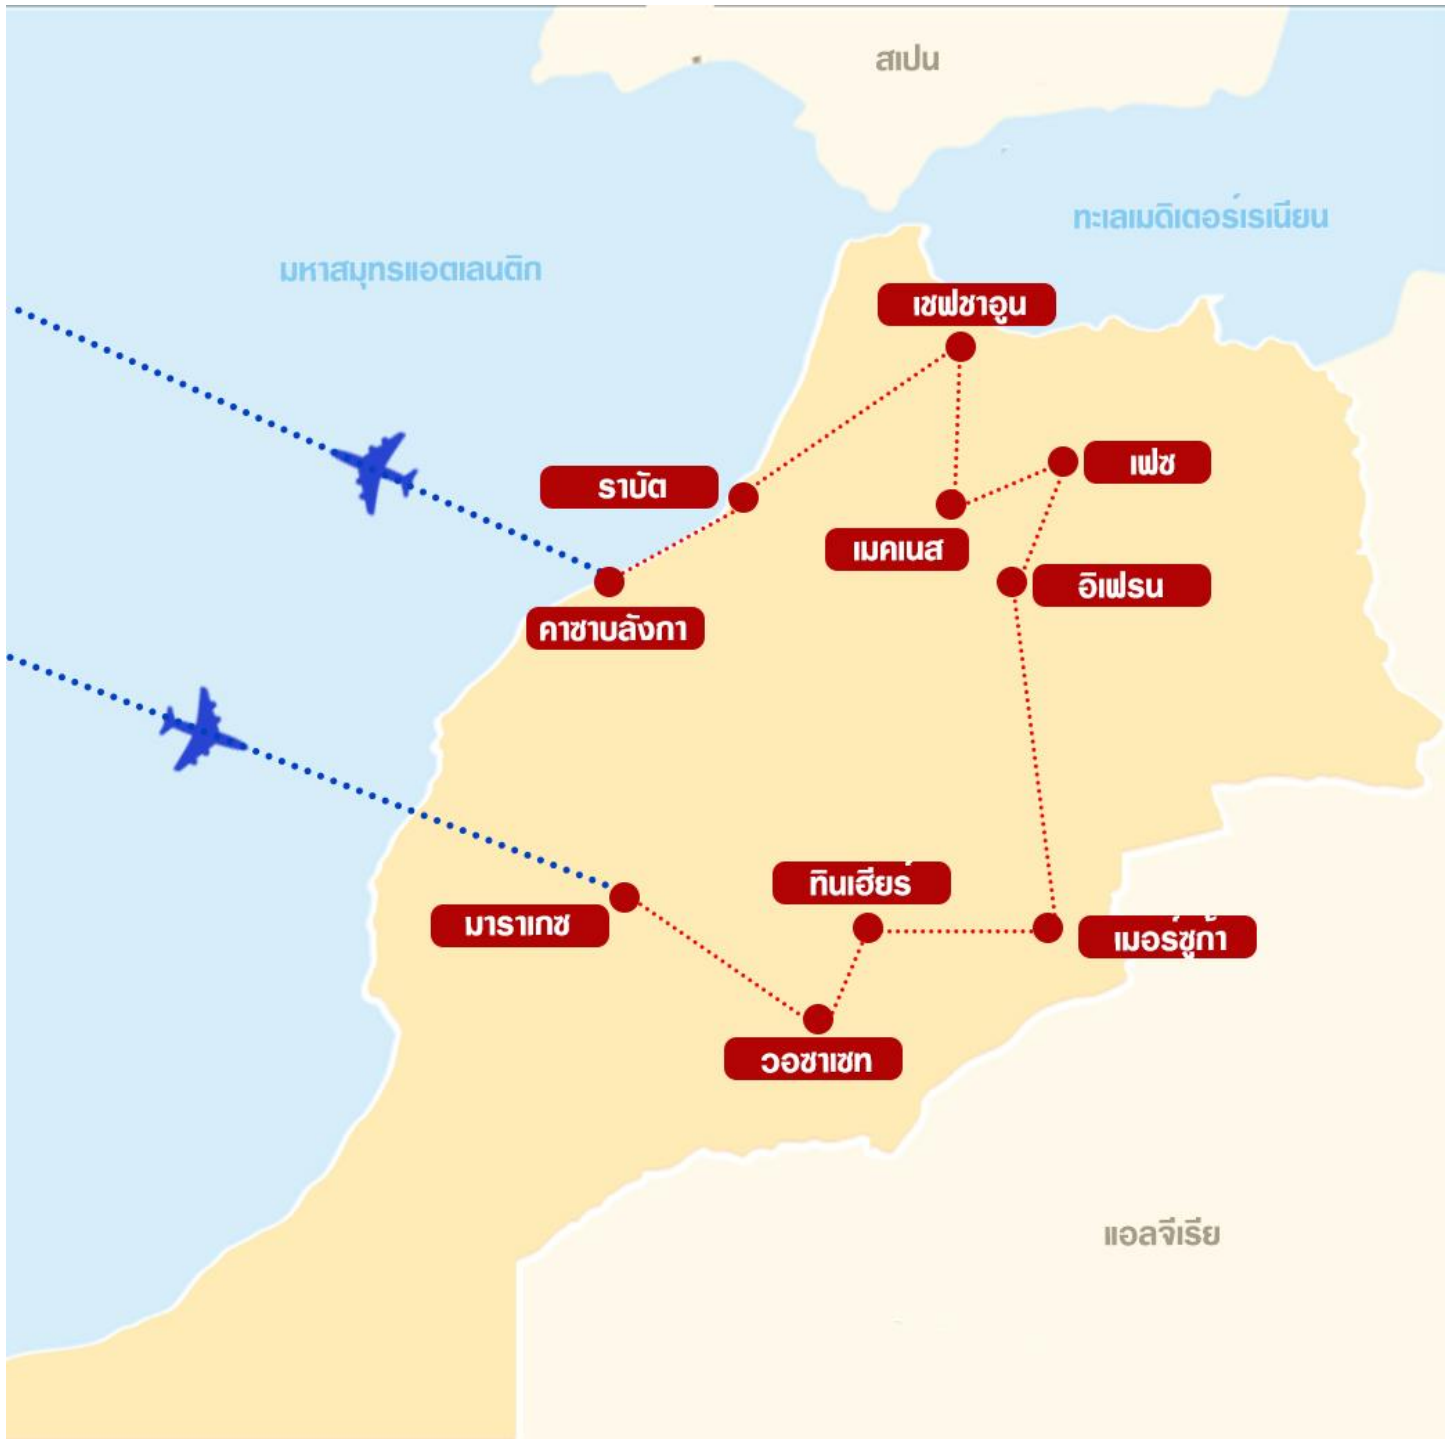 สเปน
ทะเลเมดิเตอร์เรเนียน
มหาสมุทรแอตเลนติก
เชฟชาอูน
เฟซ
ราบัต
เมคเนส
อิเฟรน
คาซาบลังกา
ทินเฮียร์
มาราเกซ
เมอร์ซูก้า
วอซาเซท
แอลจีเรีย